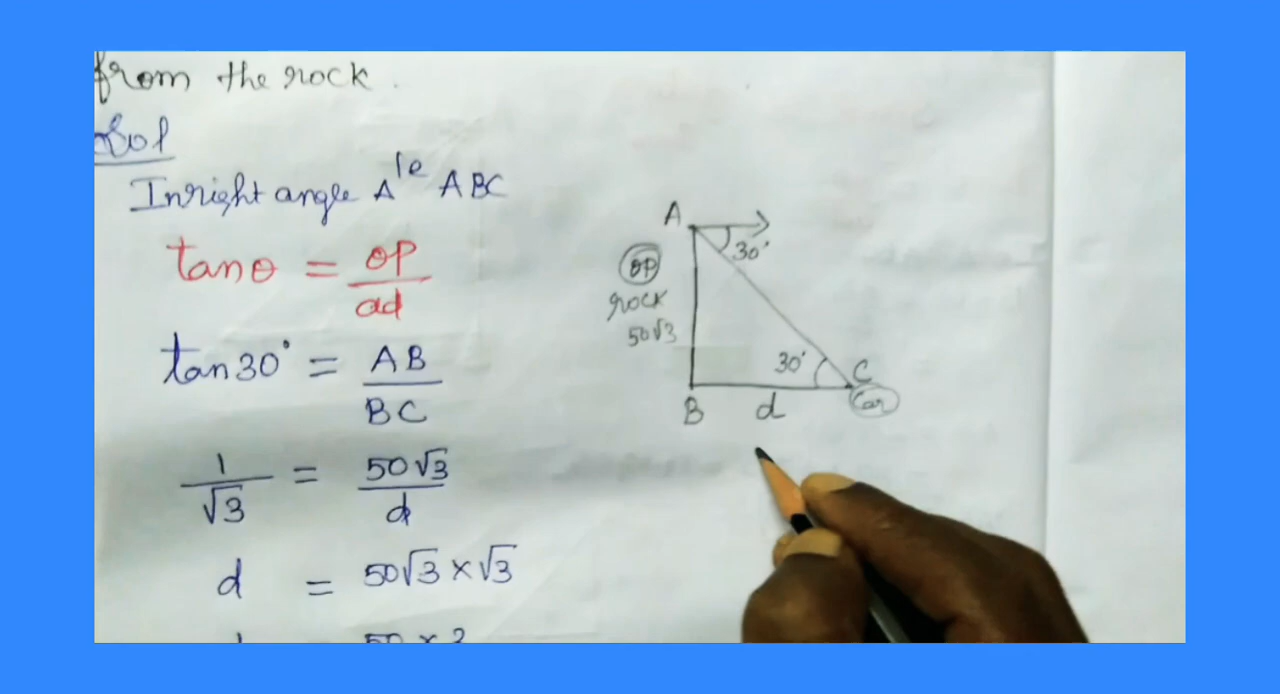 from the rock.
Sol
In right angle Δle ABC
tanθ = op/ad
tan30° = AB/BC
1/√3 = 50√3/d
d = 50√3 × √3
A
30°
op
rock
50√3
30°
C
Car
B
d